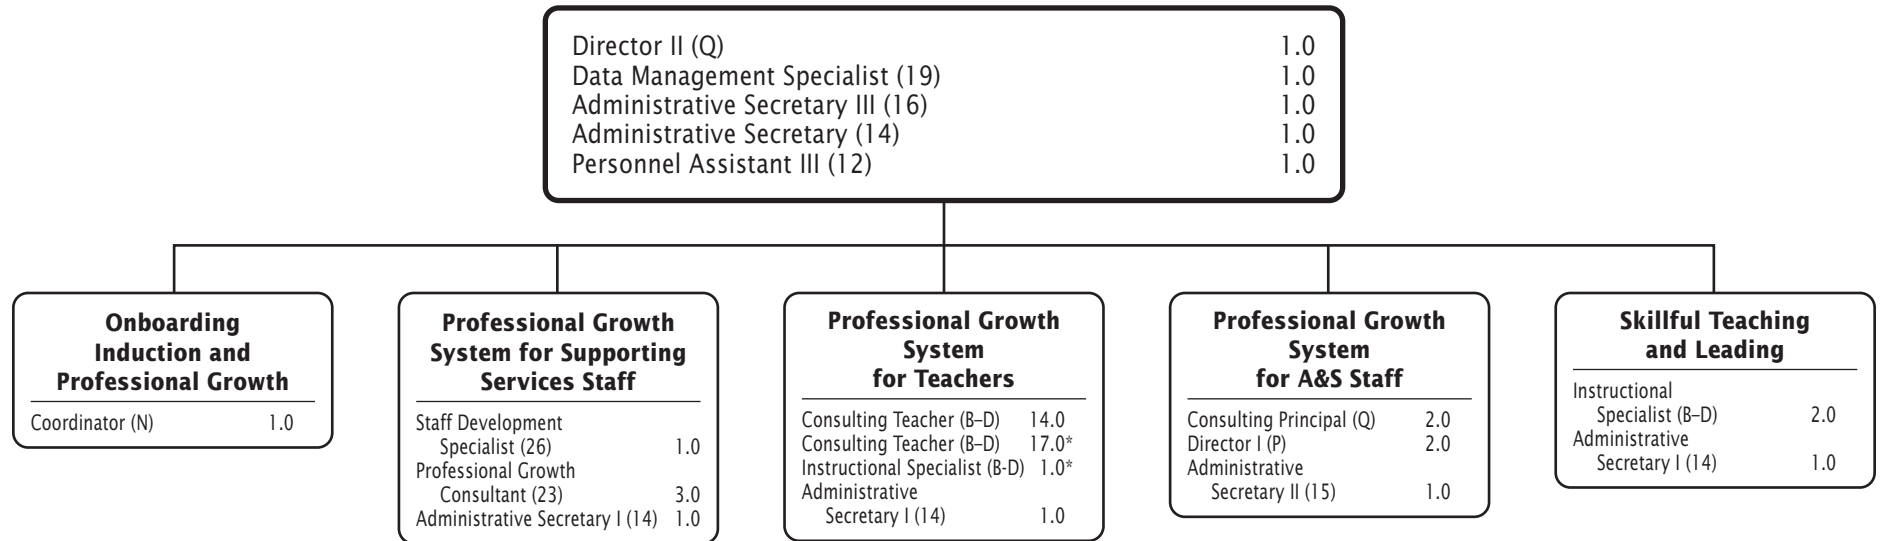 Director II (Q) 1.0
Data Management Specialist (19) 1.0
Administrative Secretary III (16) 1.0
Administrative Secretary (14) 1.0
Personnel Assistant III (12) 1.0
Onboarding
Induction and
Professional Growth
Coordinator (N) 1.0
Professional Growth
System for Supporting
Services Staff
Staff Development
Specialist (26) 1.0
Professional Growth
Consultant (23) 3.0
Administrative Secretary I (14) 1.0
Professional Growth
System
for Teachers
Consulting Teacher (B–D) 14.0
Consulting Teacher (B–D) 17.0*
Instructional Specialist (B-D) 1.0*
Administrative
Secretary I (14) 1.0
Professional Growth
System
for A&S Staff
Consulting Principal (Q) 2.0
Director I (P) 2.0
Administrative
Secretary II (15) 1.0
Skillful Teaching
and Leading
Instructional
Specialist (B–D) 2.0
Administrative
Secretary I (14) 1.0